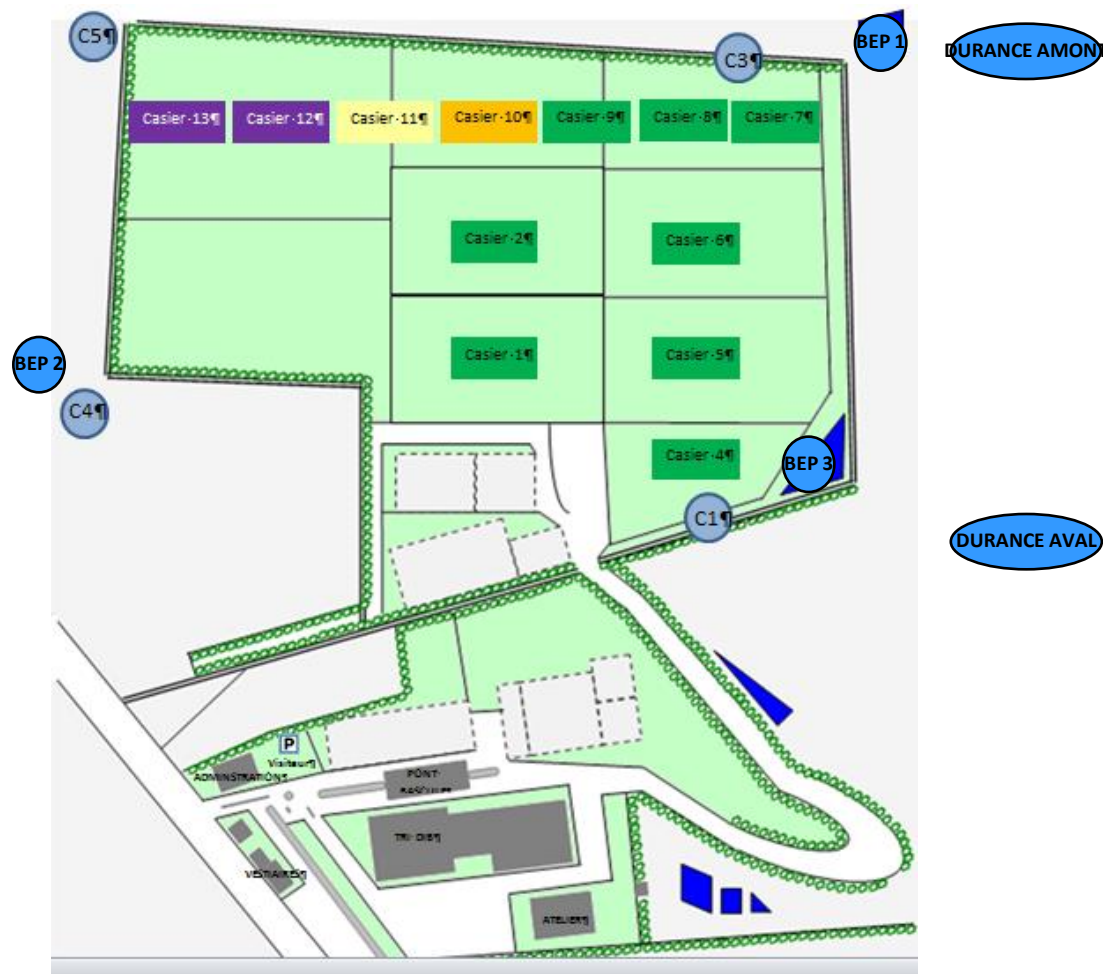 C5¶
BEP 1
DURANCE AMONT
C3¶
Casier·13¶
Casier·12¶
Casier·11¶
Casier·10¶
Casier·9¶
Casier·8¶
Casier·7¶
Casier·2¶
Casier·6¶
Casier·1¶
Casier·5¶
BEP 2
C4¶
Casier·4¶
BEP 3
C1¶
DURANCE AVAL
P
Visiteur¶
ADMINSTRATIONS
PONT·
BASCULES
TRI·DIB¶
VESTIAIRES¶
ATELIER¶